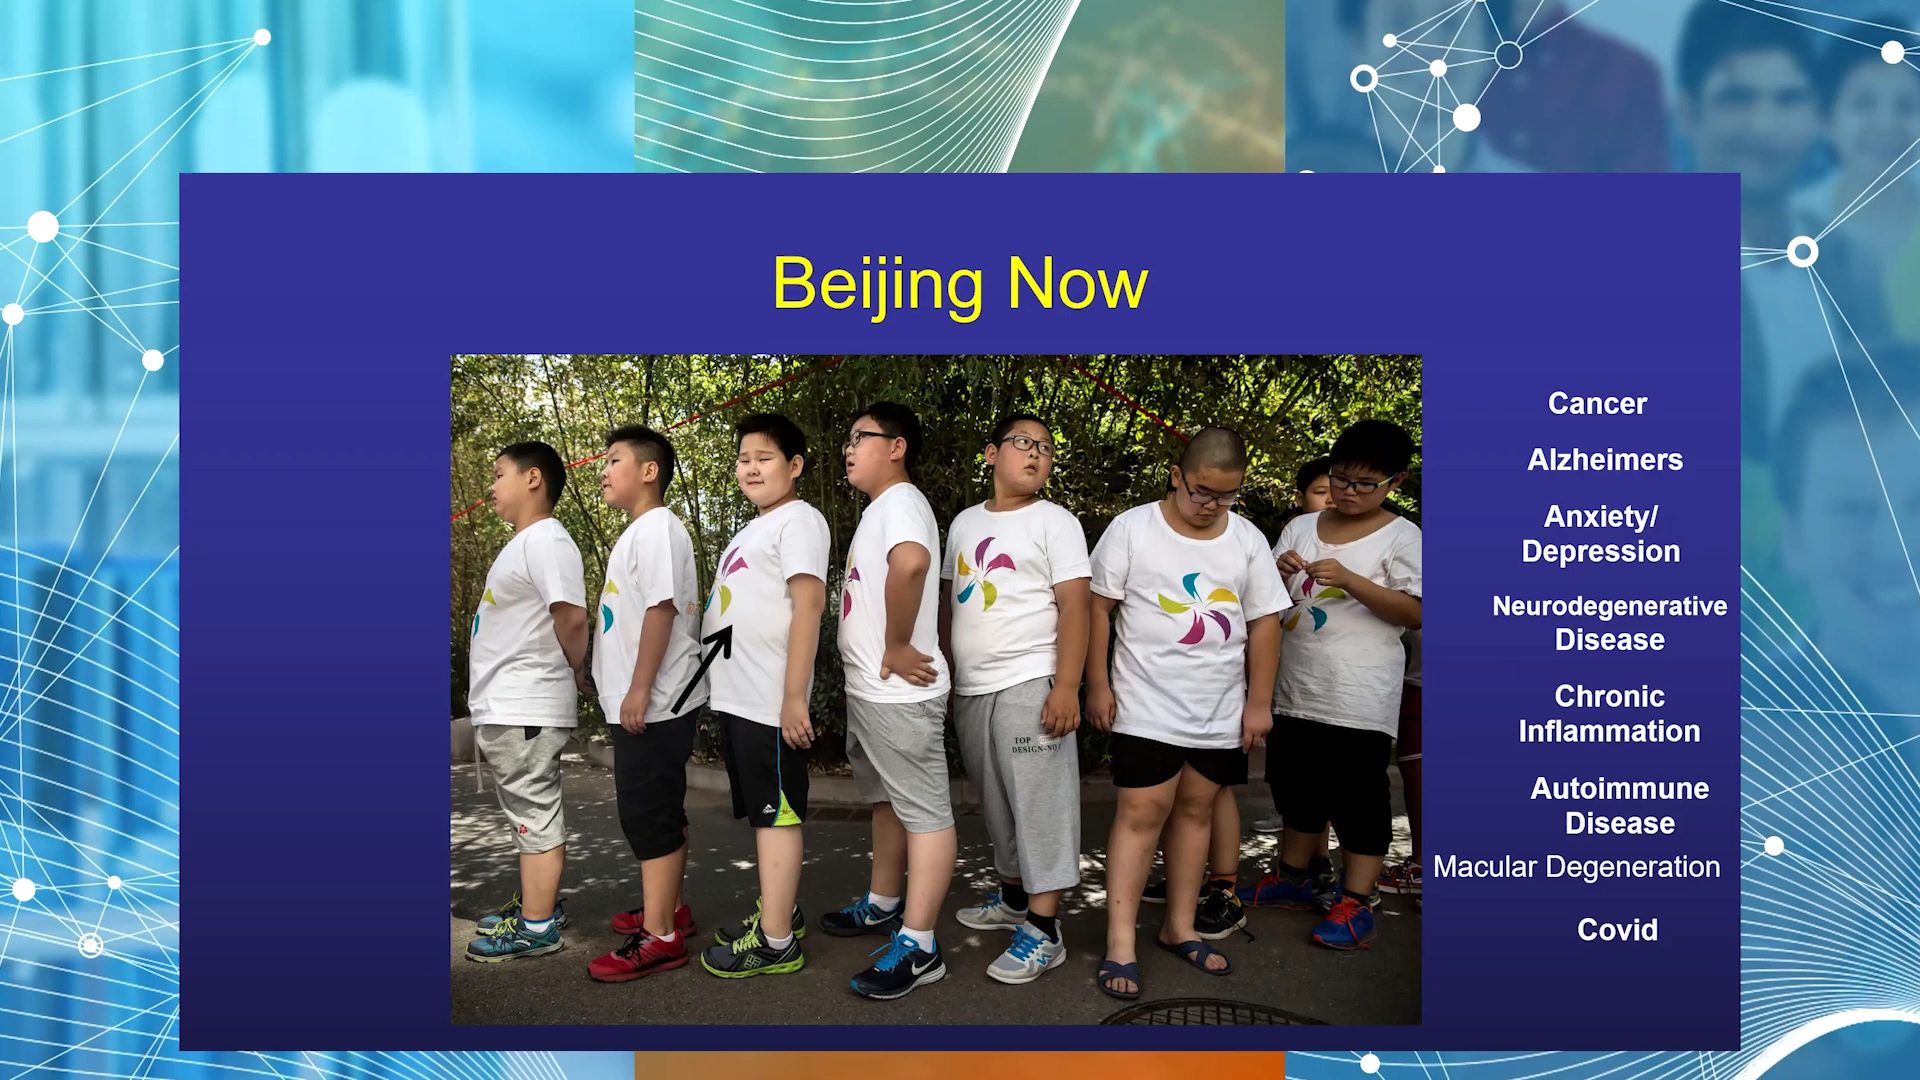 Beijing Now
Cancer
Alzheimers
Anxiety/
Depression
Neurodegenerative
Disease
Chronic
Inflammation
Autoimmune
Disease
Macular Degeneration
Covid
TOP
DESIGN-NO